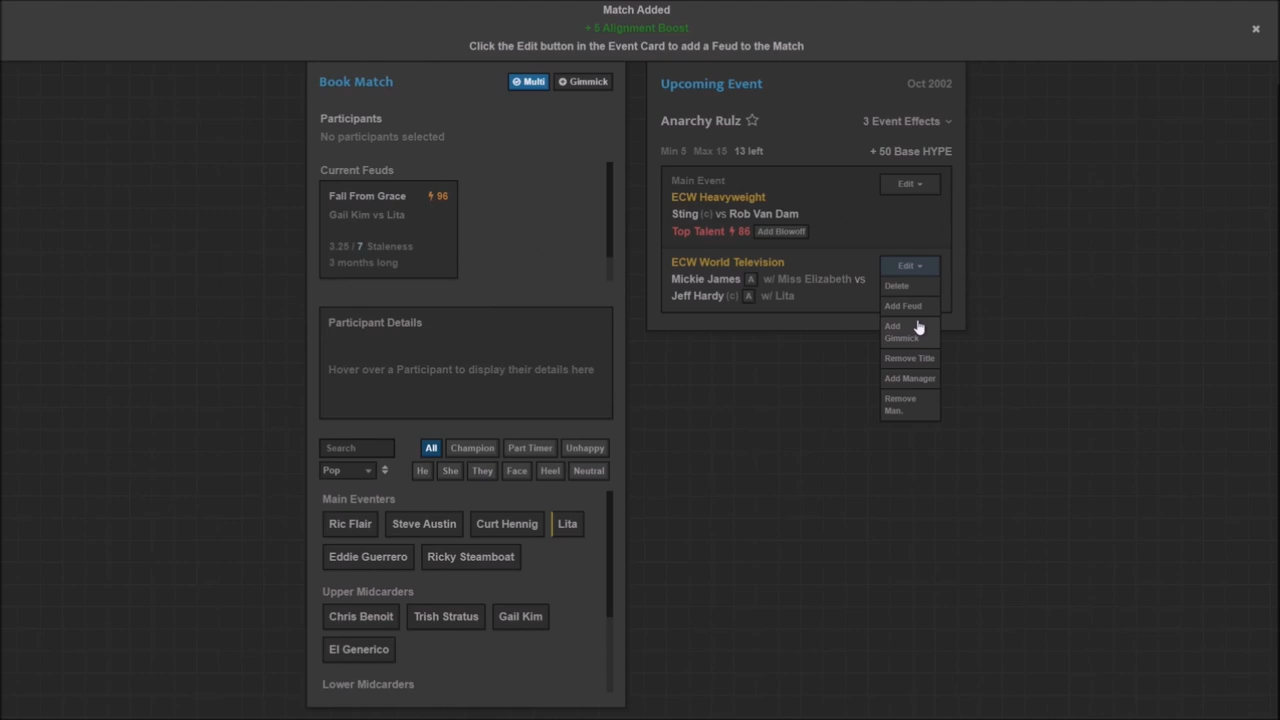 Match Added
+ 5 Alignment Boost
Click the Edit button in the Event Card to add a Feud to the Match
Book Match
Multi
Gimmick
Participants
No participants selected
Current Feuds
Fall From Grace 96
Gail Kim vs Lita
3.25 / 7 Staleness
3 months long
Participant Details
Hover over a Participant to display their details here
Search
All
Champion
Part Timer
Unhappy
Pop
He
She
They
Face
Heel
Neutral
Main Eventers
Ric Flair
Steve Austin
Curt Hennig
Lita
Eddie Guerrero
Ricky Steamboat
Upper Midcarders
Chris Benoit
Trish Stratus
Gail Kim
El Generico
Lower Midcarders
Upcoming Event
Oct 2002
Anarchy Rulz
3 Event Effects
Min 5 Max 15 13 left
+ 50 Base HYPE
Main Event
Edit
ECW Heavyweight
Sting (c) vs Rob Van Dam
Top Talent 86 Add Blowoff
ECW World Television
Edit
Mickie James A w/ Miss Elizabeth vs
Jeff Hardy (c) A w/ Lita
Delete
Add Feud
Add
Gimmick
Remove Title
Add Manager
Remove
Man.